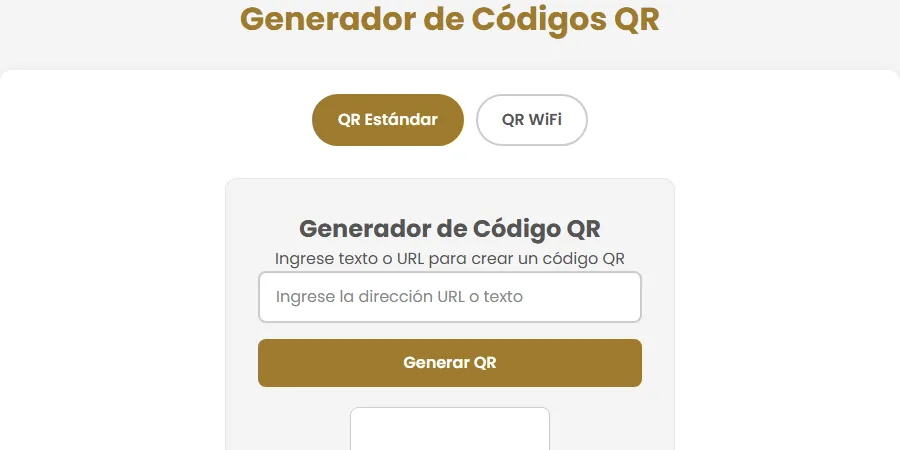 Generador de Códigos QR
QR Estándar
QR WiFi
Generador de Código QR
Ingrese texto o URL para crear un código QR
Ingrese la dirección URL o texto
Generar QR